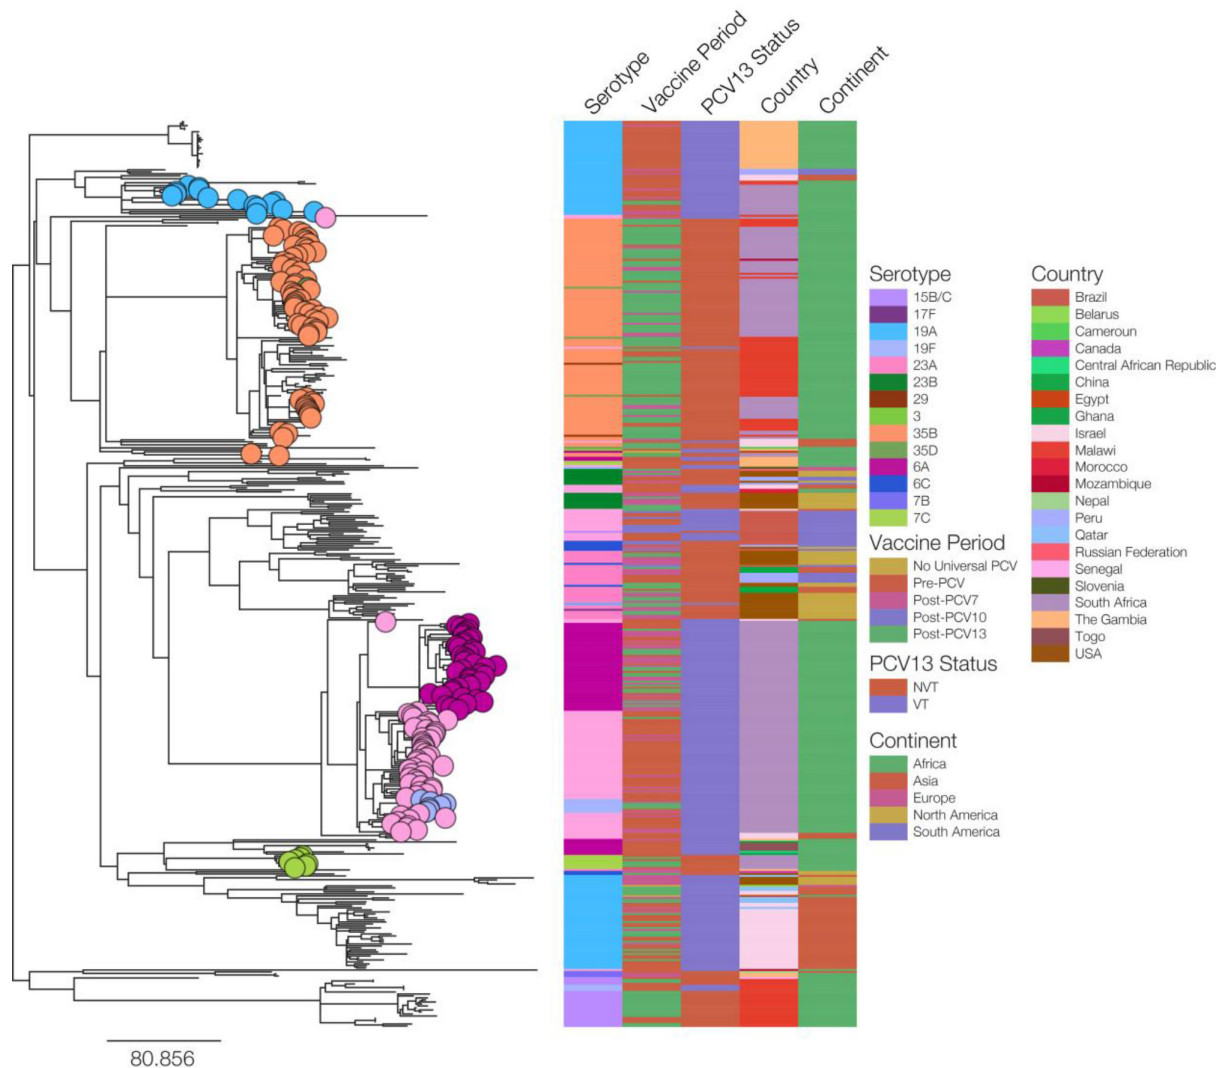 Serotype
Vaccine Period
PCV13 Status
Country
Continent
Serotype
15B/C
17F
19A
19F
23A
23B
29
3
35B
35D
6A
6C
7B
7C
Vaccine Period
No Universal PCV
Pre-PCV
Post-PCV7
Post-PCV10
Post-PCV13
PCV13 Status
NVT
VT
Continent
Africa
Asia
Europe
North America
South America
Country
Brazil
Belarus
Cameroun
Canada
Central African Republic
China
Egypt
Ghana
Israel
Malawi
Morocco
Mozambique
Nepal
Peru
Qatar
Russian Federation
Senegal
Slovenia
South Africa
The Gambia
Togo
USA
80.856